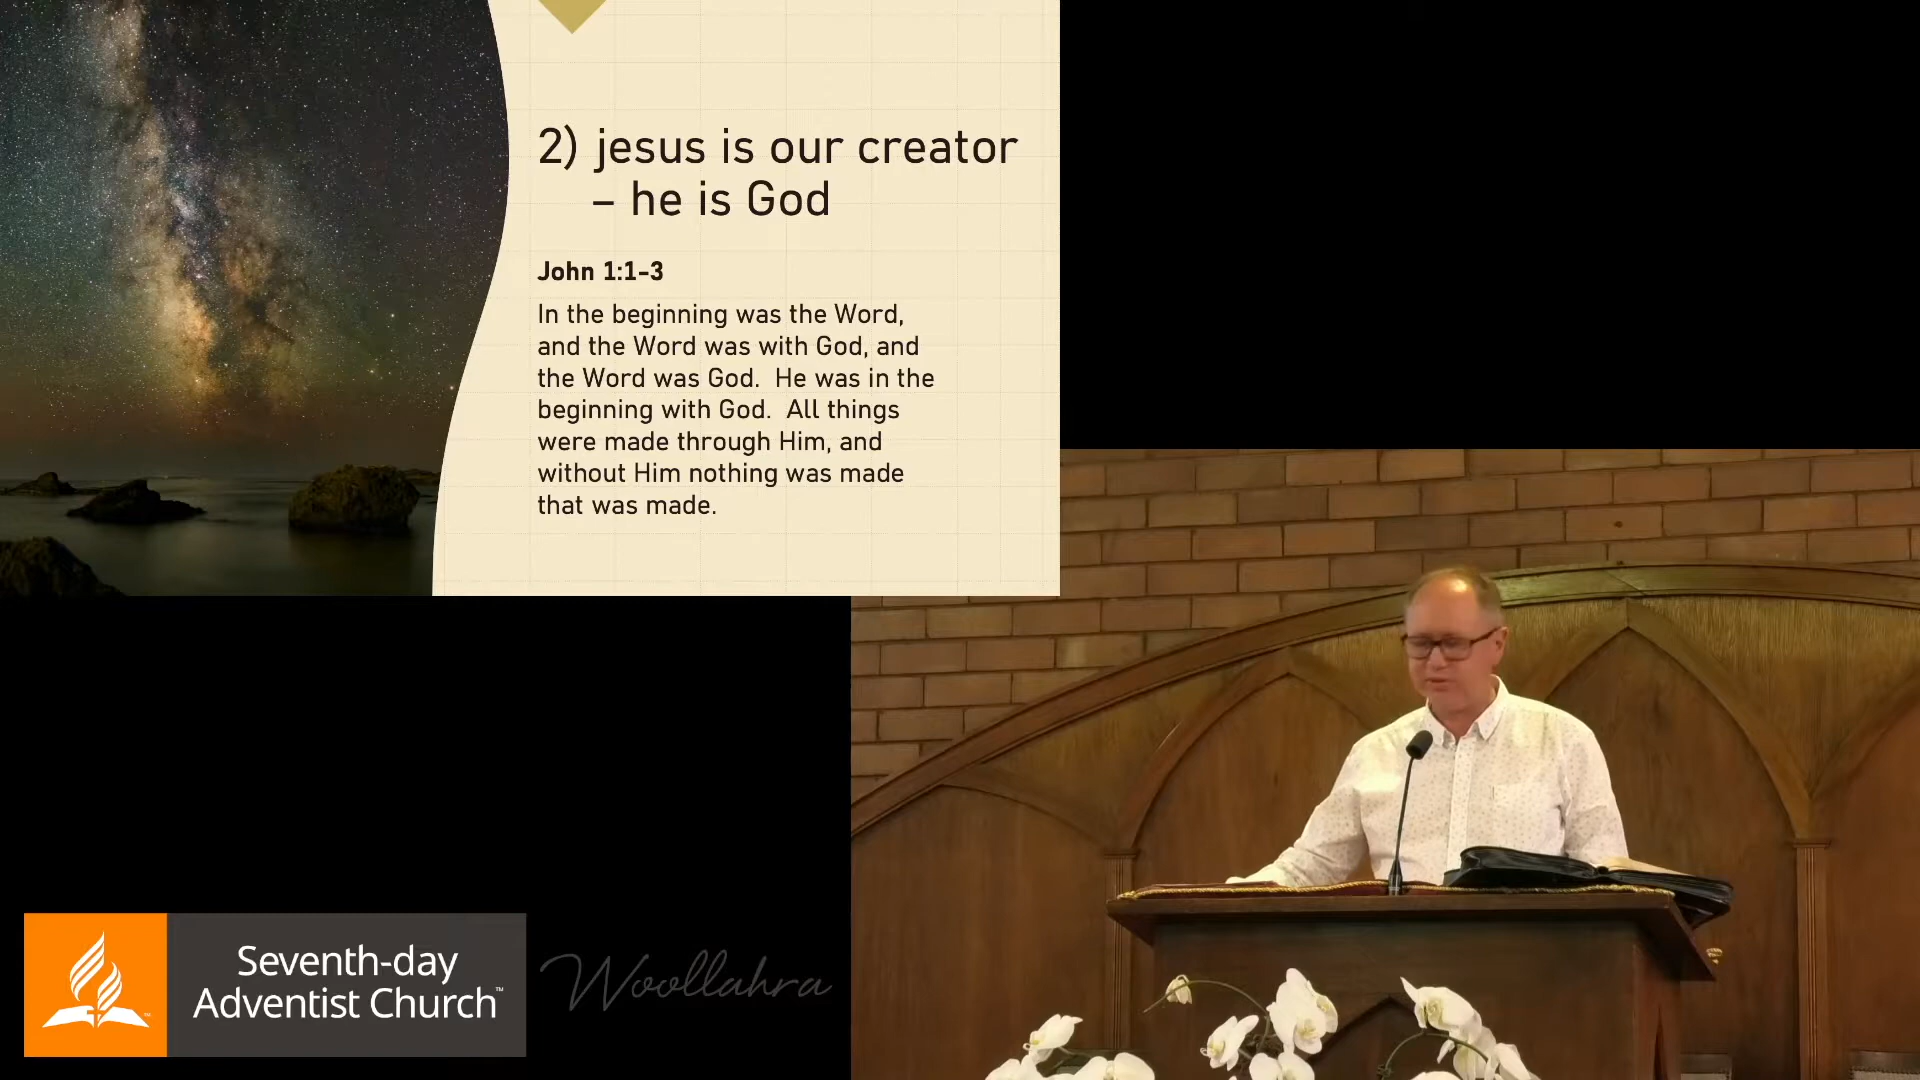 2) jesus is our creator
– he is God
John 1:1-3
In the beginning was the Word,
and the Word was with God, and
the Word was God.  He was in the
beginning with God.  All things
were made through Him, and
without Him nothing was made
that was made.
Seventh-day
Adventist Church™
Woollahra